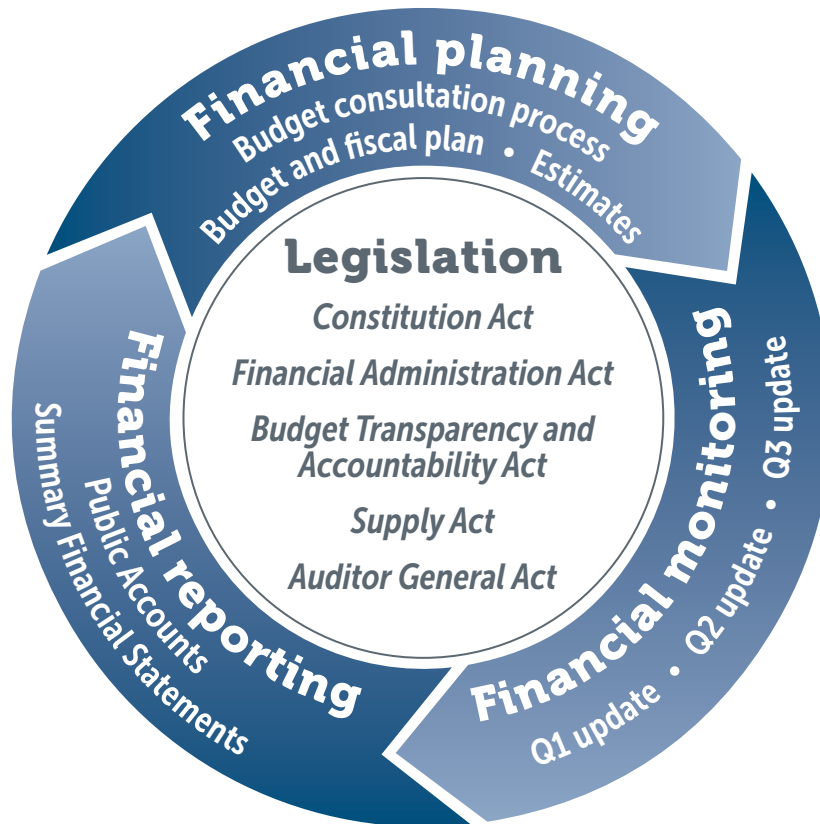 Financial planning
Budget consultation process
Budget and fiscal plan • Estimates
Legislation
Constitution Act
Financial Administration Act
Budget Transparency and
Accountability Act
Supply Act
Auditor General Act
Financial monitoring
Q1 update • Q2 update • Q3 update
Financial reporting
Public Accounts
Summary Financial Statements